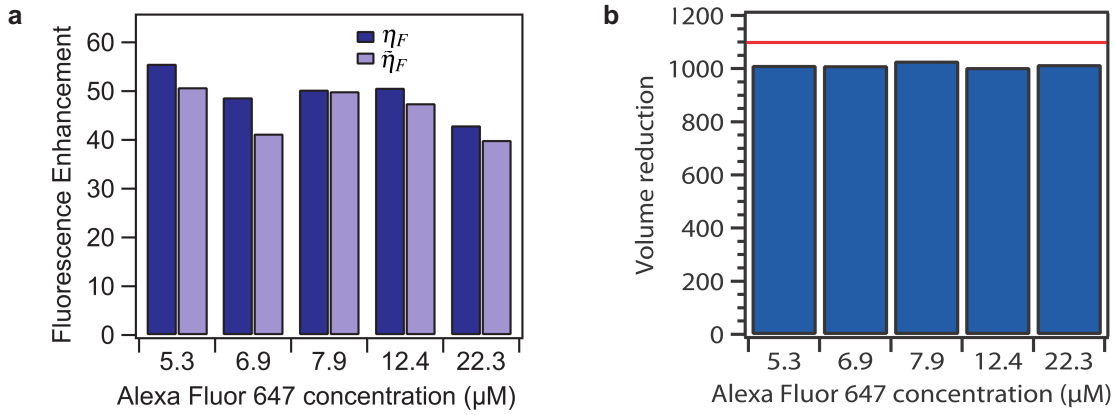 a
Fluorescence Enhancement
60
50
40
30
20
10
0
η_F
η̃_F
5.3 6.9 7.9 12.4 22.3
Alexa Fluor 647 concentration (µM)
b
Volume reduction
1200
1000
800
600
400
200
0
5.3 6.9 7.9 12.4 22.3
Alexa Fluor 647 concentration (µM)